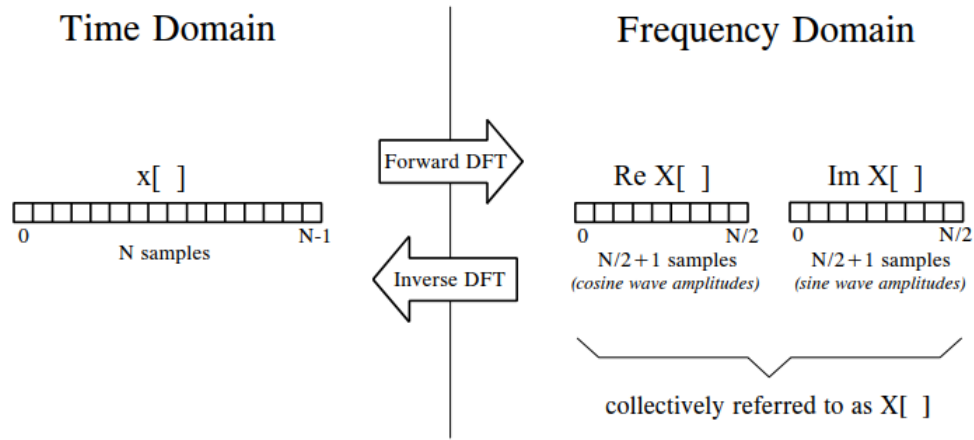 Time Domain
Frequency Domain
Forward DFT
x[ ]
0 N-1
N samples
Inverse DFT
Re X[ ] Im X[ ]
0 N/2 0 N/2
N/2+1 samples N/2+1 samples
(cosine wave amplitudes) (sine wave amplitudes)
collectively referred to as X[ ]